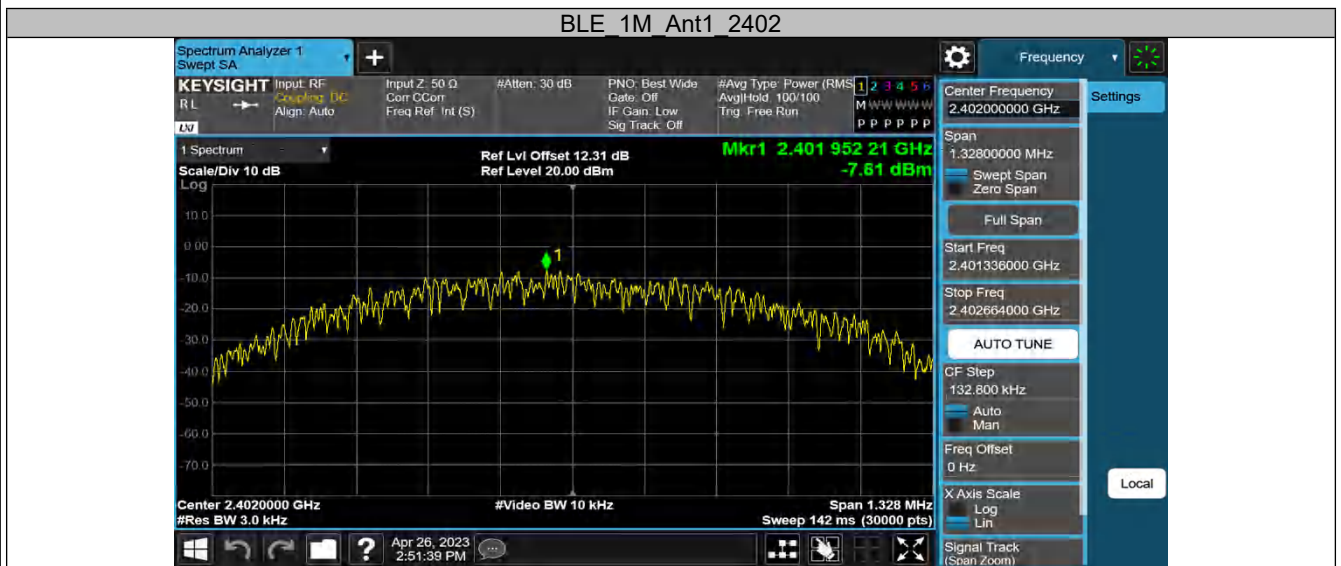 BLE_1M_Ant1_2402
Spectrum Analyzer 1
Swept SA
+
Frequency
KEYSIGHT
RL
LXI
Input: RF
Coupling: DC
Align: Auto
Input Z: 50 Ω
Corr CCorr
Freq Ref: Int (S)
#Atten: 30 dB
PNO: Best Wide
Gate: Off
IF Gain: Low
Sig Track: Off
#Avg Type: Power (RMS
Avg|Hold: 100/100
Trig: Free Run
1 2 3 4 5 6
M W W W W W
P P P P P P
1 Spectrum
Scale/Div 10 dB
Log
Ref Lvl Offset 12.31 dB
Ref Level 20.00 dBm
Mkr1 2.401 952 21 GHz
-7.61 dBm
10.0
0.00
-10.0
-20.0
-30.0
-40.0
-50.0
-60.0
-70.0
1
Center 2.4020000 GHz
#Res BW 3.0 kHz
#Video BW 10 kHz
Span 1.328 MHz
Sweep 142 ms (30000 pts)
?
Apr 26, 2023
2:51:39 PM
Center Frequency
2.402000000 GHz
Settings
Span
1.32800000 MHz
Swept Span
Zero Span
Full Span
Start Freq
2.401336000 GHz
Stop Freq
2.402664000 GHz
AUTO TUNE
CF Step
132.800 kHz
Auto
Man
Freq Offset
0 Hz
X Axis Scale
Log
Lin
Local
Signal Track
(Span Zoom)